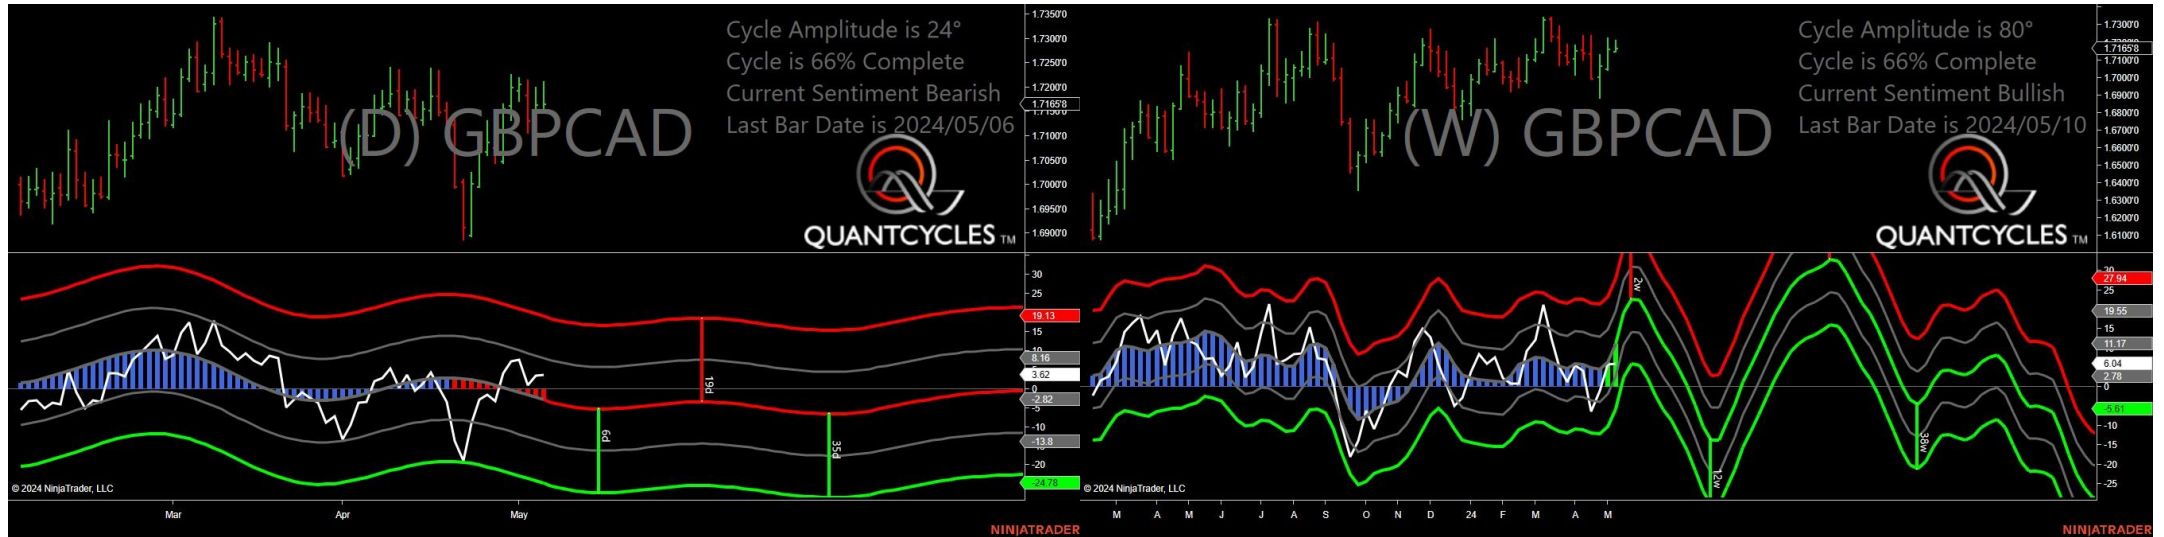 Cycle Amplitude is 24°
Cycle is 66% Complete
Current Sentiment Bearish
Last Bar Date is 2024/05/06
(D) GBPCAD
QUANTCYCLES TM
1.7350'0
1.7300'0
1.7250'0
1.7200'0
1.7165'8
1.7100'0
1.7050'0
1.7000'0
1.6950'0
1.6900'0
30
25
19.13
15
8.16
3.62
0
-2.82
-5
-10
-13.8
-20
-24.78
6d
19d
35d
© 2024 NinjaTrader, LLC
Mar Apr May
NINJATRADER
Cycle Amplitude is 80°
Cycle is 66% Complete
Current Sentiment Bullish
Last Bar Date is 2024/05/10
(W) GBPCAD
QUANTCYCLES TM
1.7300'0
1.7165'8
1.7100'0
1.7000'0
1.6900'0
1.6800'0
1.6700'0
1.6600'0
1.6500'0
1.6400'0
1.6300'0
1.6200'0
1.6100'0
27.94
25
19.55
15
11.17
6.04
2.78
0
-5.61
-10
-15
-20
-25
2w
12w
38w
© 2024 NinjaTrader, LLC
M A M J J A S O N D 24 F M A M
NINJATRADER